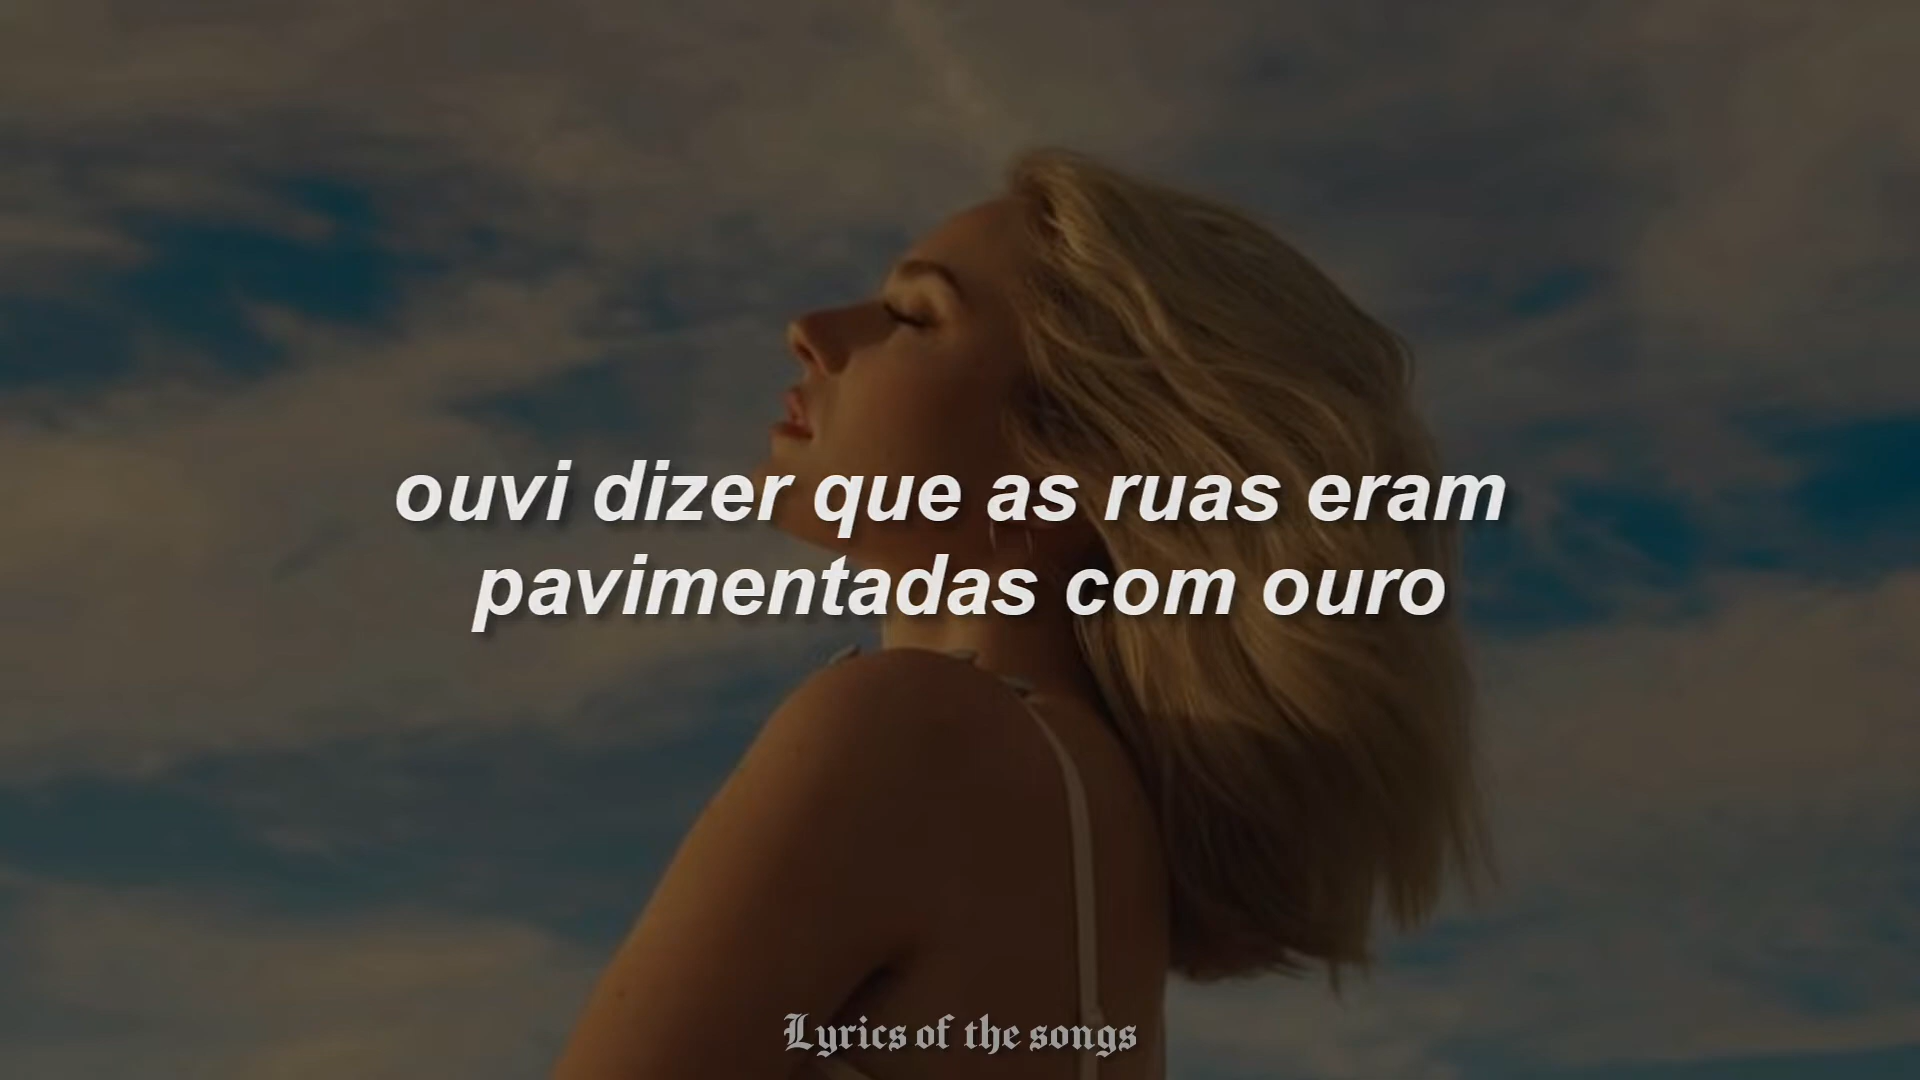 ouvi dizer que as ruas eram
pavimentadas com ouro
Lyrics of the songs